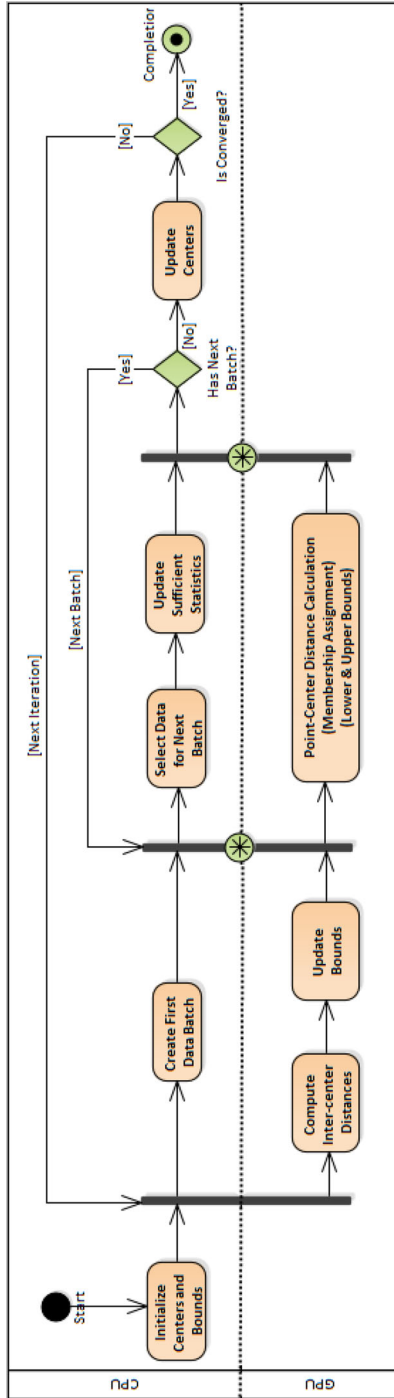 CPU
GPU
Start
Initialize
Centers and
Bounds
[Next Iteration]
Create First
Data Batch
Compute
Inter-center
Distances
Update
Bounds
[Next Batch]
Select Data
for Next
Batch
Update
Sufficient
Statistics
Point-Center Distance Calculation
(Membership Assignment)
(Lower & Upper Bounds)
[Yes]
Has Next
Batch?
[No]
Update
Centers
[No]
Is Converged?
[Yes]
Completion